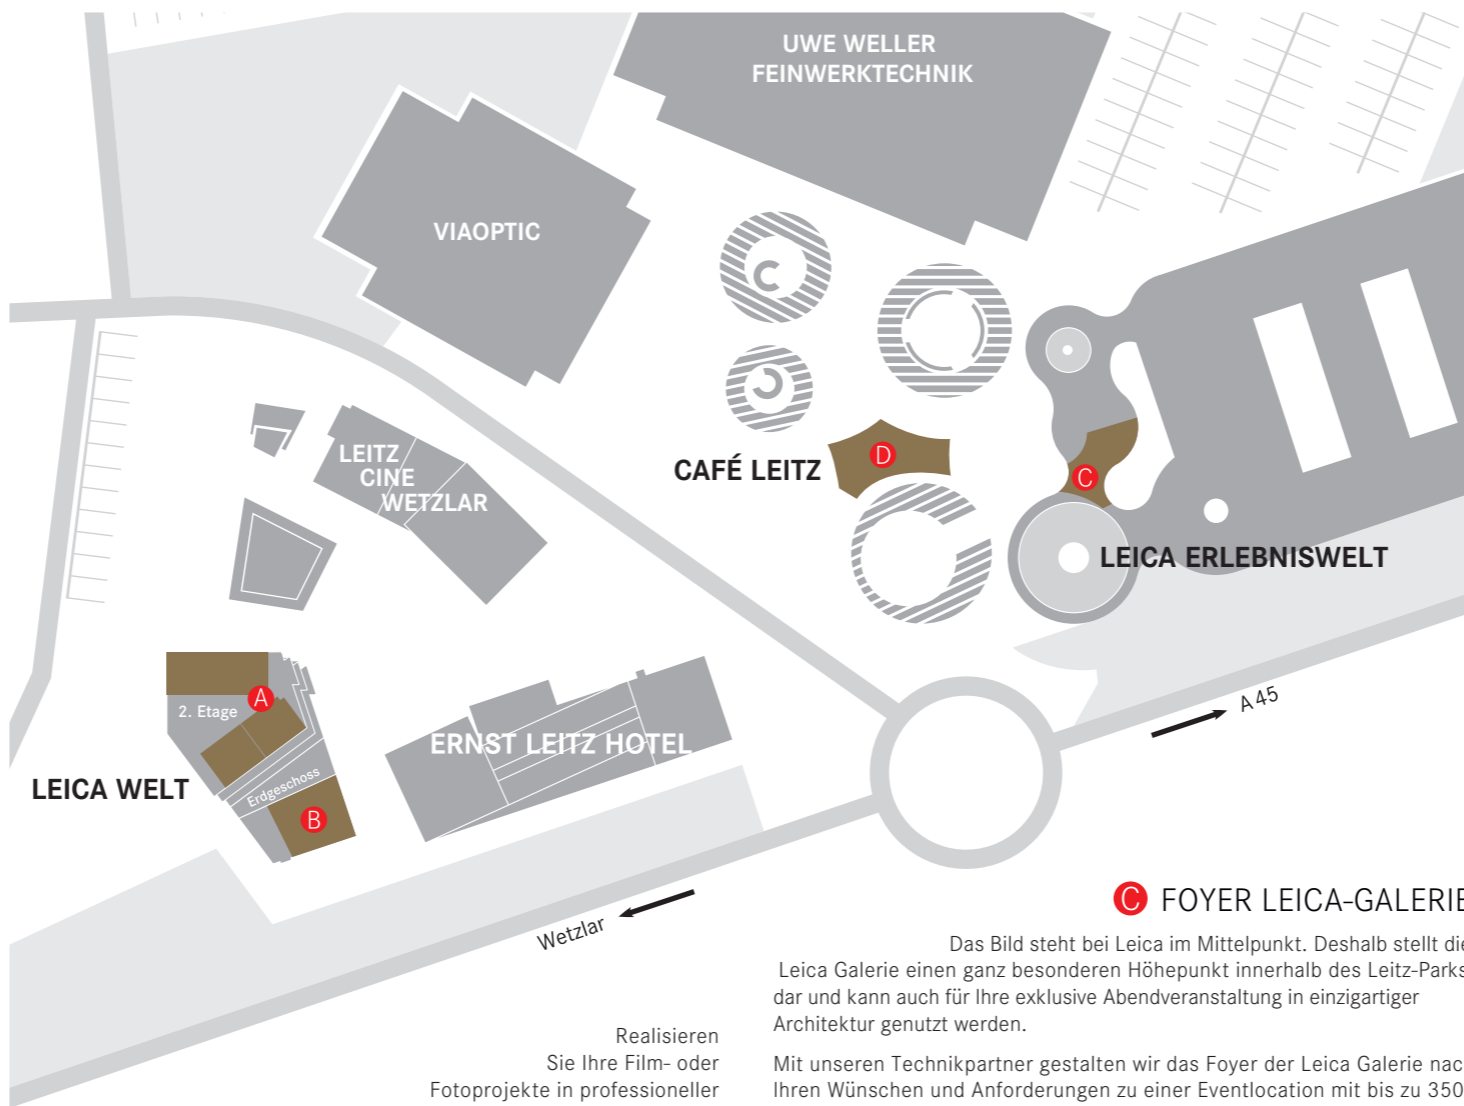 UWE WELLER
FEINWERKTECHNIK
VIAOPTIC
LEITZ
CINE
WETZLAR
CAFÉ LEITZ
D
C
LEICA ERLEBNISWELT
A
2. Etage
LEICA WELT
Erdgeschoss
B
ERNST LEITZ HOTEL
A 45
Wetzlar
C FOYER LEICA-GALERIE
Das Bild steht bei Leica im Mittelpunkt. Deshalb stellt die
Leica Galerie einen ganz besonderen Höhepunkt innerhalb des Leitz-Parks
dar und kann auch für Ihre exklusive Abendveranstaltung in einzigartiger
Architektur genutzt werden.
Mit unseren Technikpartner gestalten wir das Foyer der Leica Galerie nac
Ihren Wünschen und Anforderungen zu einer Eventlocation mit bis zu 350
Realisieren
Sie Ihre Film- oder
Fotoprojekte in professioneller